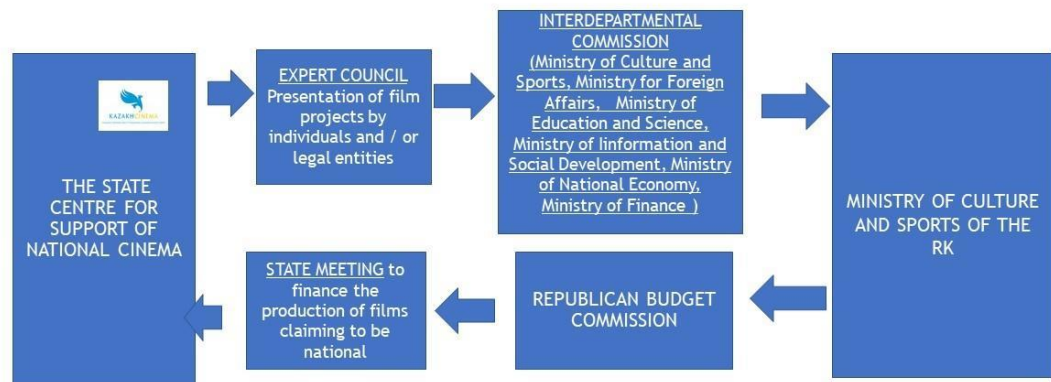 THE STATE
CENTRE FOR
SUPPORT OF
NATIONAL CINEMA
KAZAKHCINEMA
EXPERT COUNCIL
Presentation of film
projects by
individuals and / or
legal entities
INTERDEPARTMENTAL
COMMISSION
(Ministry of Culture and
Sports, Ministry for Foreign
Affairs, Ministry of
Education and Science,
Ministry of Iinformation and
Social Development, Ministry
of National Economy,
Ministry of Finance )
MINISTRY OF CULTURE
AND SPORTS OF THE
RK
REPUBLICAN BUDGET
COMMISSION
STATE MEETING to
finance the
production of films
claiming to be
national